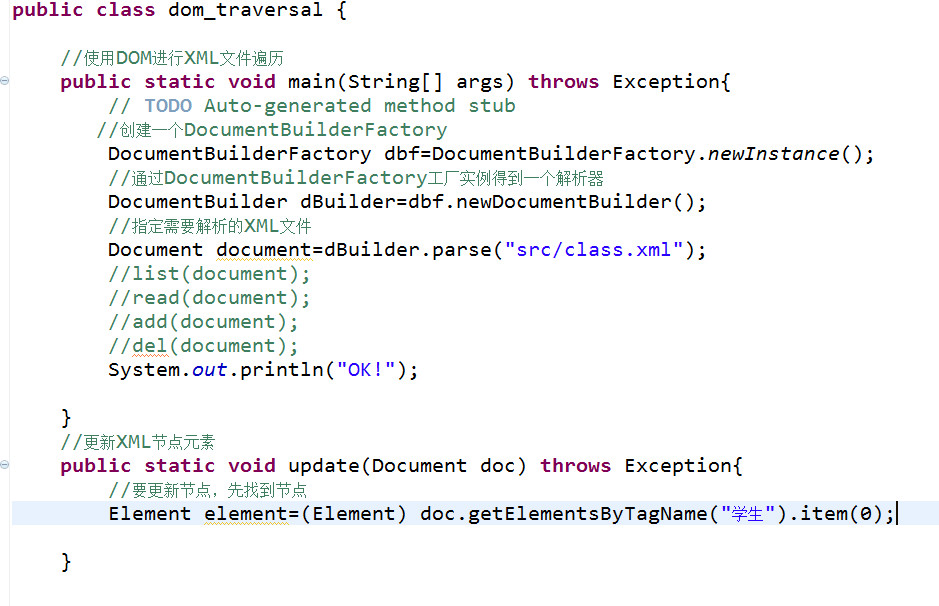 public class dom_traversal {
//使用DOM进行XML文件遍历
public static void main(String[] args) throws Exception{
// TODO Auto-generated method stub
//创建一个DocumentBuilderFactory
DocumentBuilderFactory dbf=DocumentBuilderFactory.newInstance();
//通过DocumentBuilderFactory工厂实例得到一个解析器
DocumentBuilder dBuilder=dbf.newDocumentBuilder();
//指定需要解析的XML文件
Document document=dBuilder.parse("src/class.xml");
//list(document);
//read(document);
//add(document);
//del(document);
System.out.println("OK!");
}
//更新XML节点元素
public static void update(Document doc) throws Exception{
//要更新节点，先找到节点
Element element=(Element) doc.getElementsByTagName("学生").item(0);
}